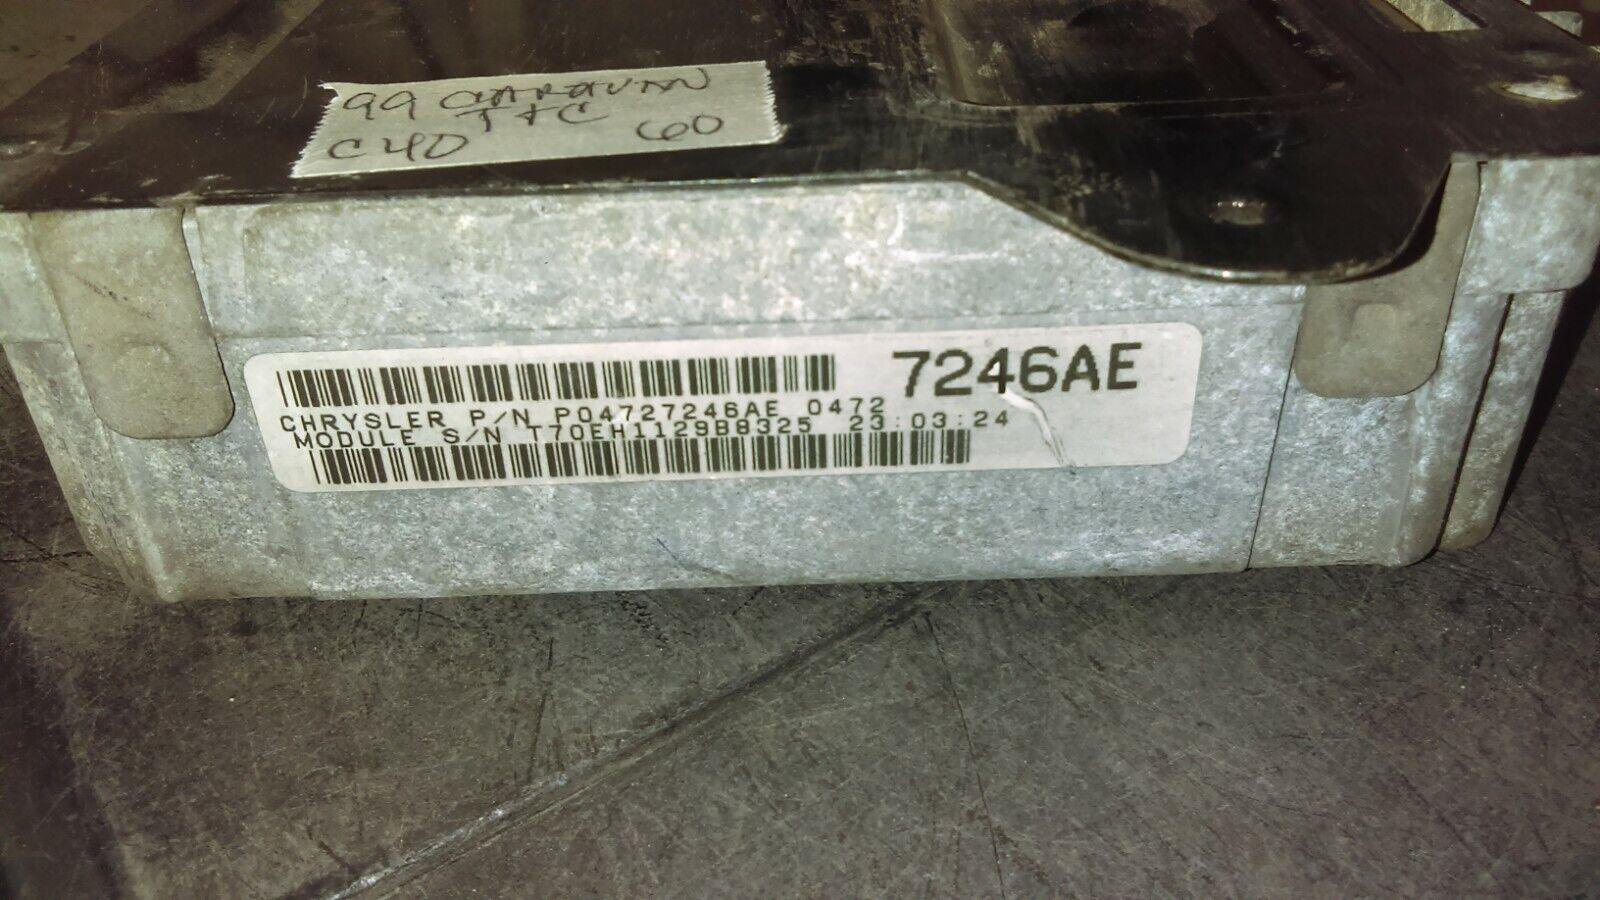 99 CARAVAN
T+C
C40 60
7246AE
CHRYSLER P/N P04727246AE 0472
MODULE S/N T70EH1129B8325 23:03:24